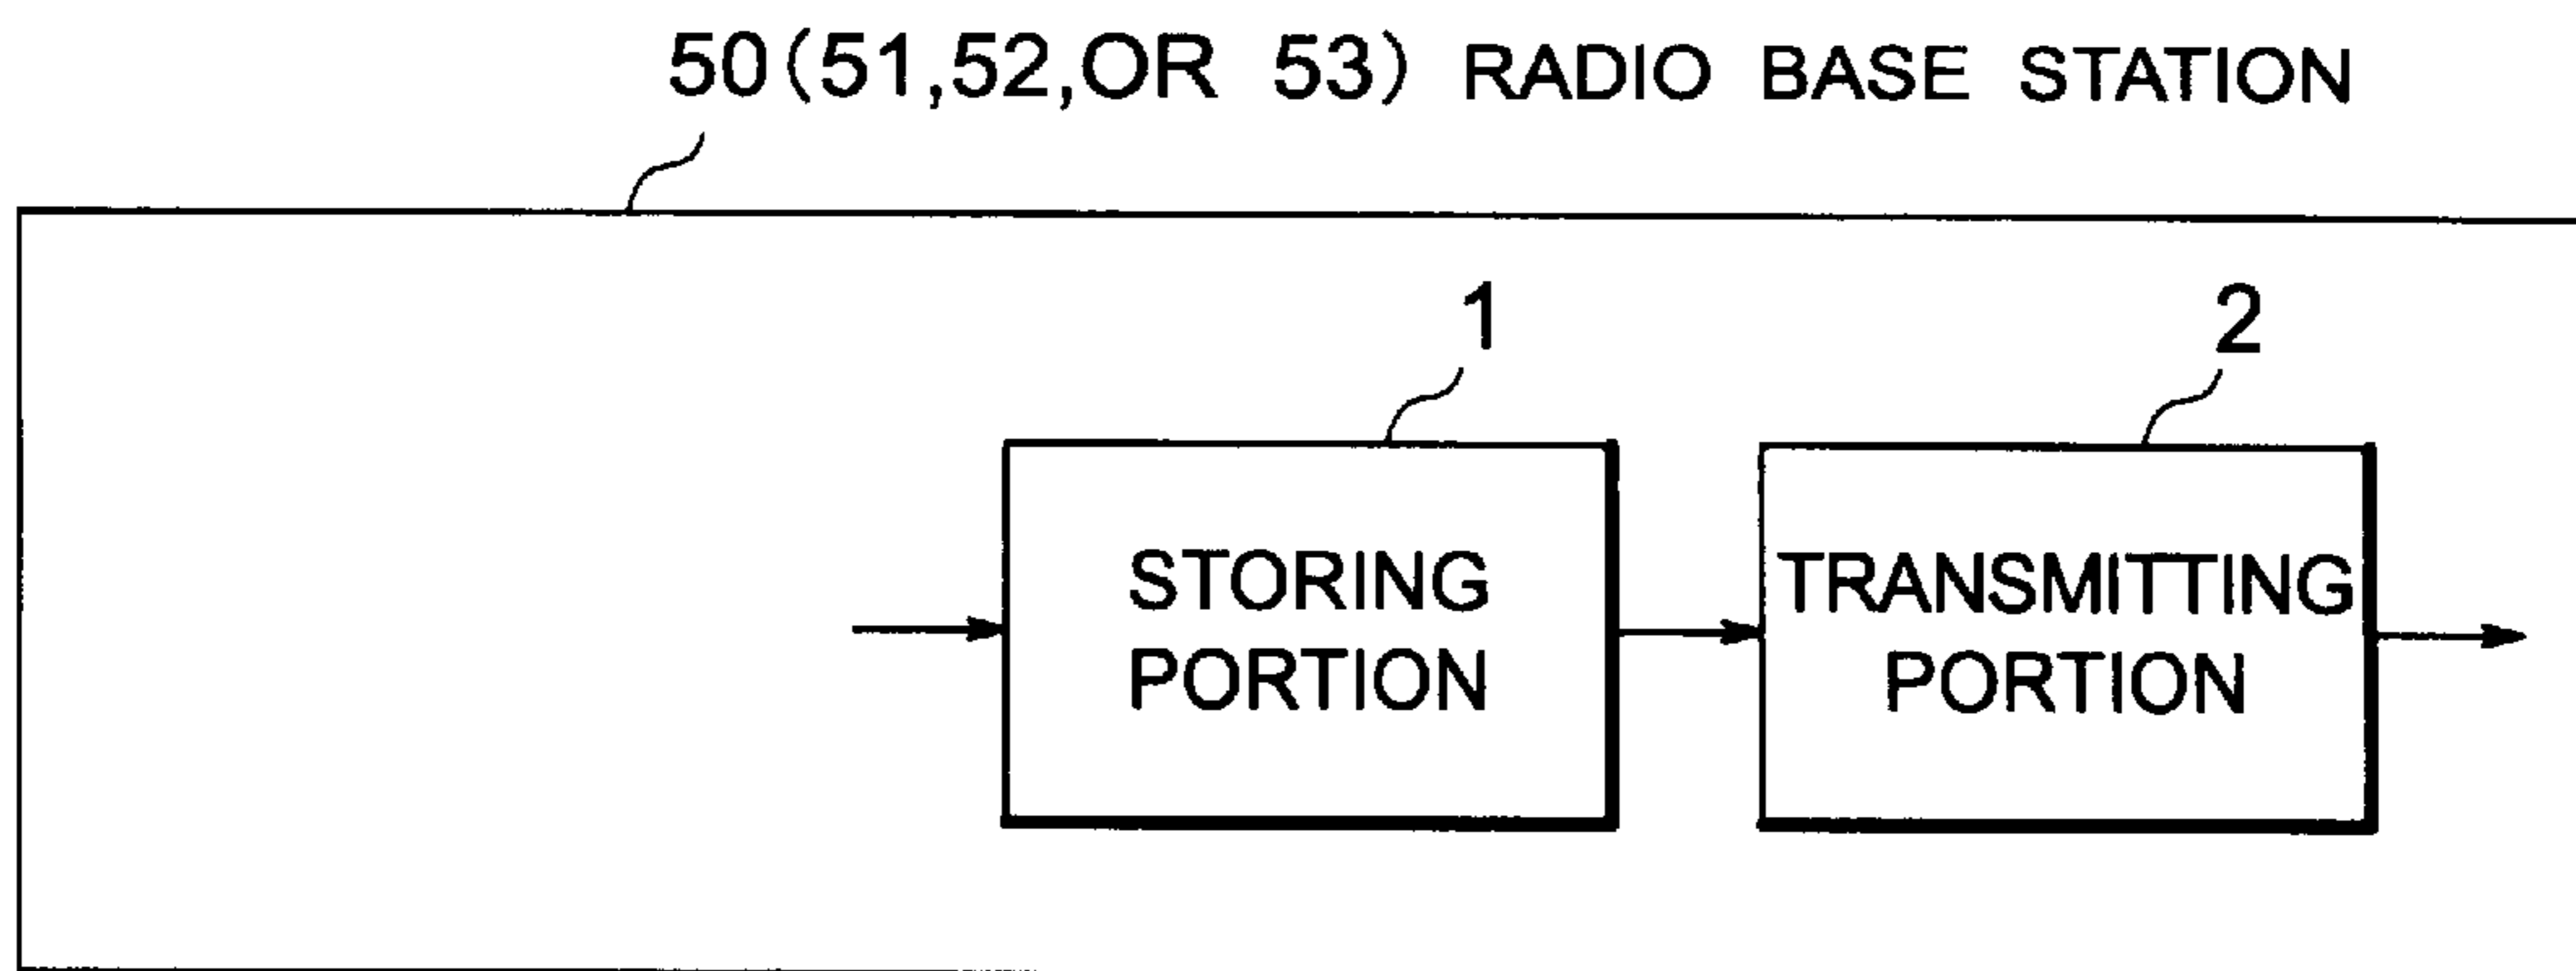 50(51,52,OR 53) RADIO BASE STATION
1
2
STORING
PORTION
TRANSMITTING
PORTION